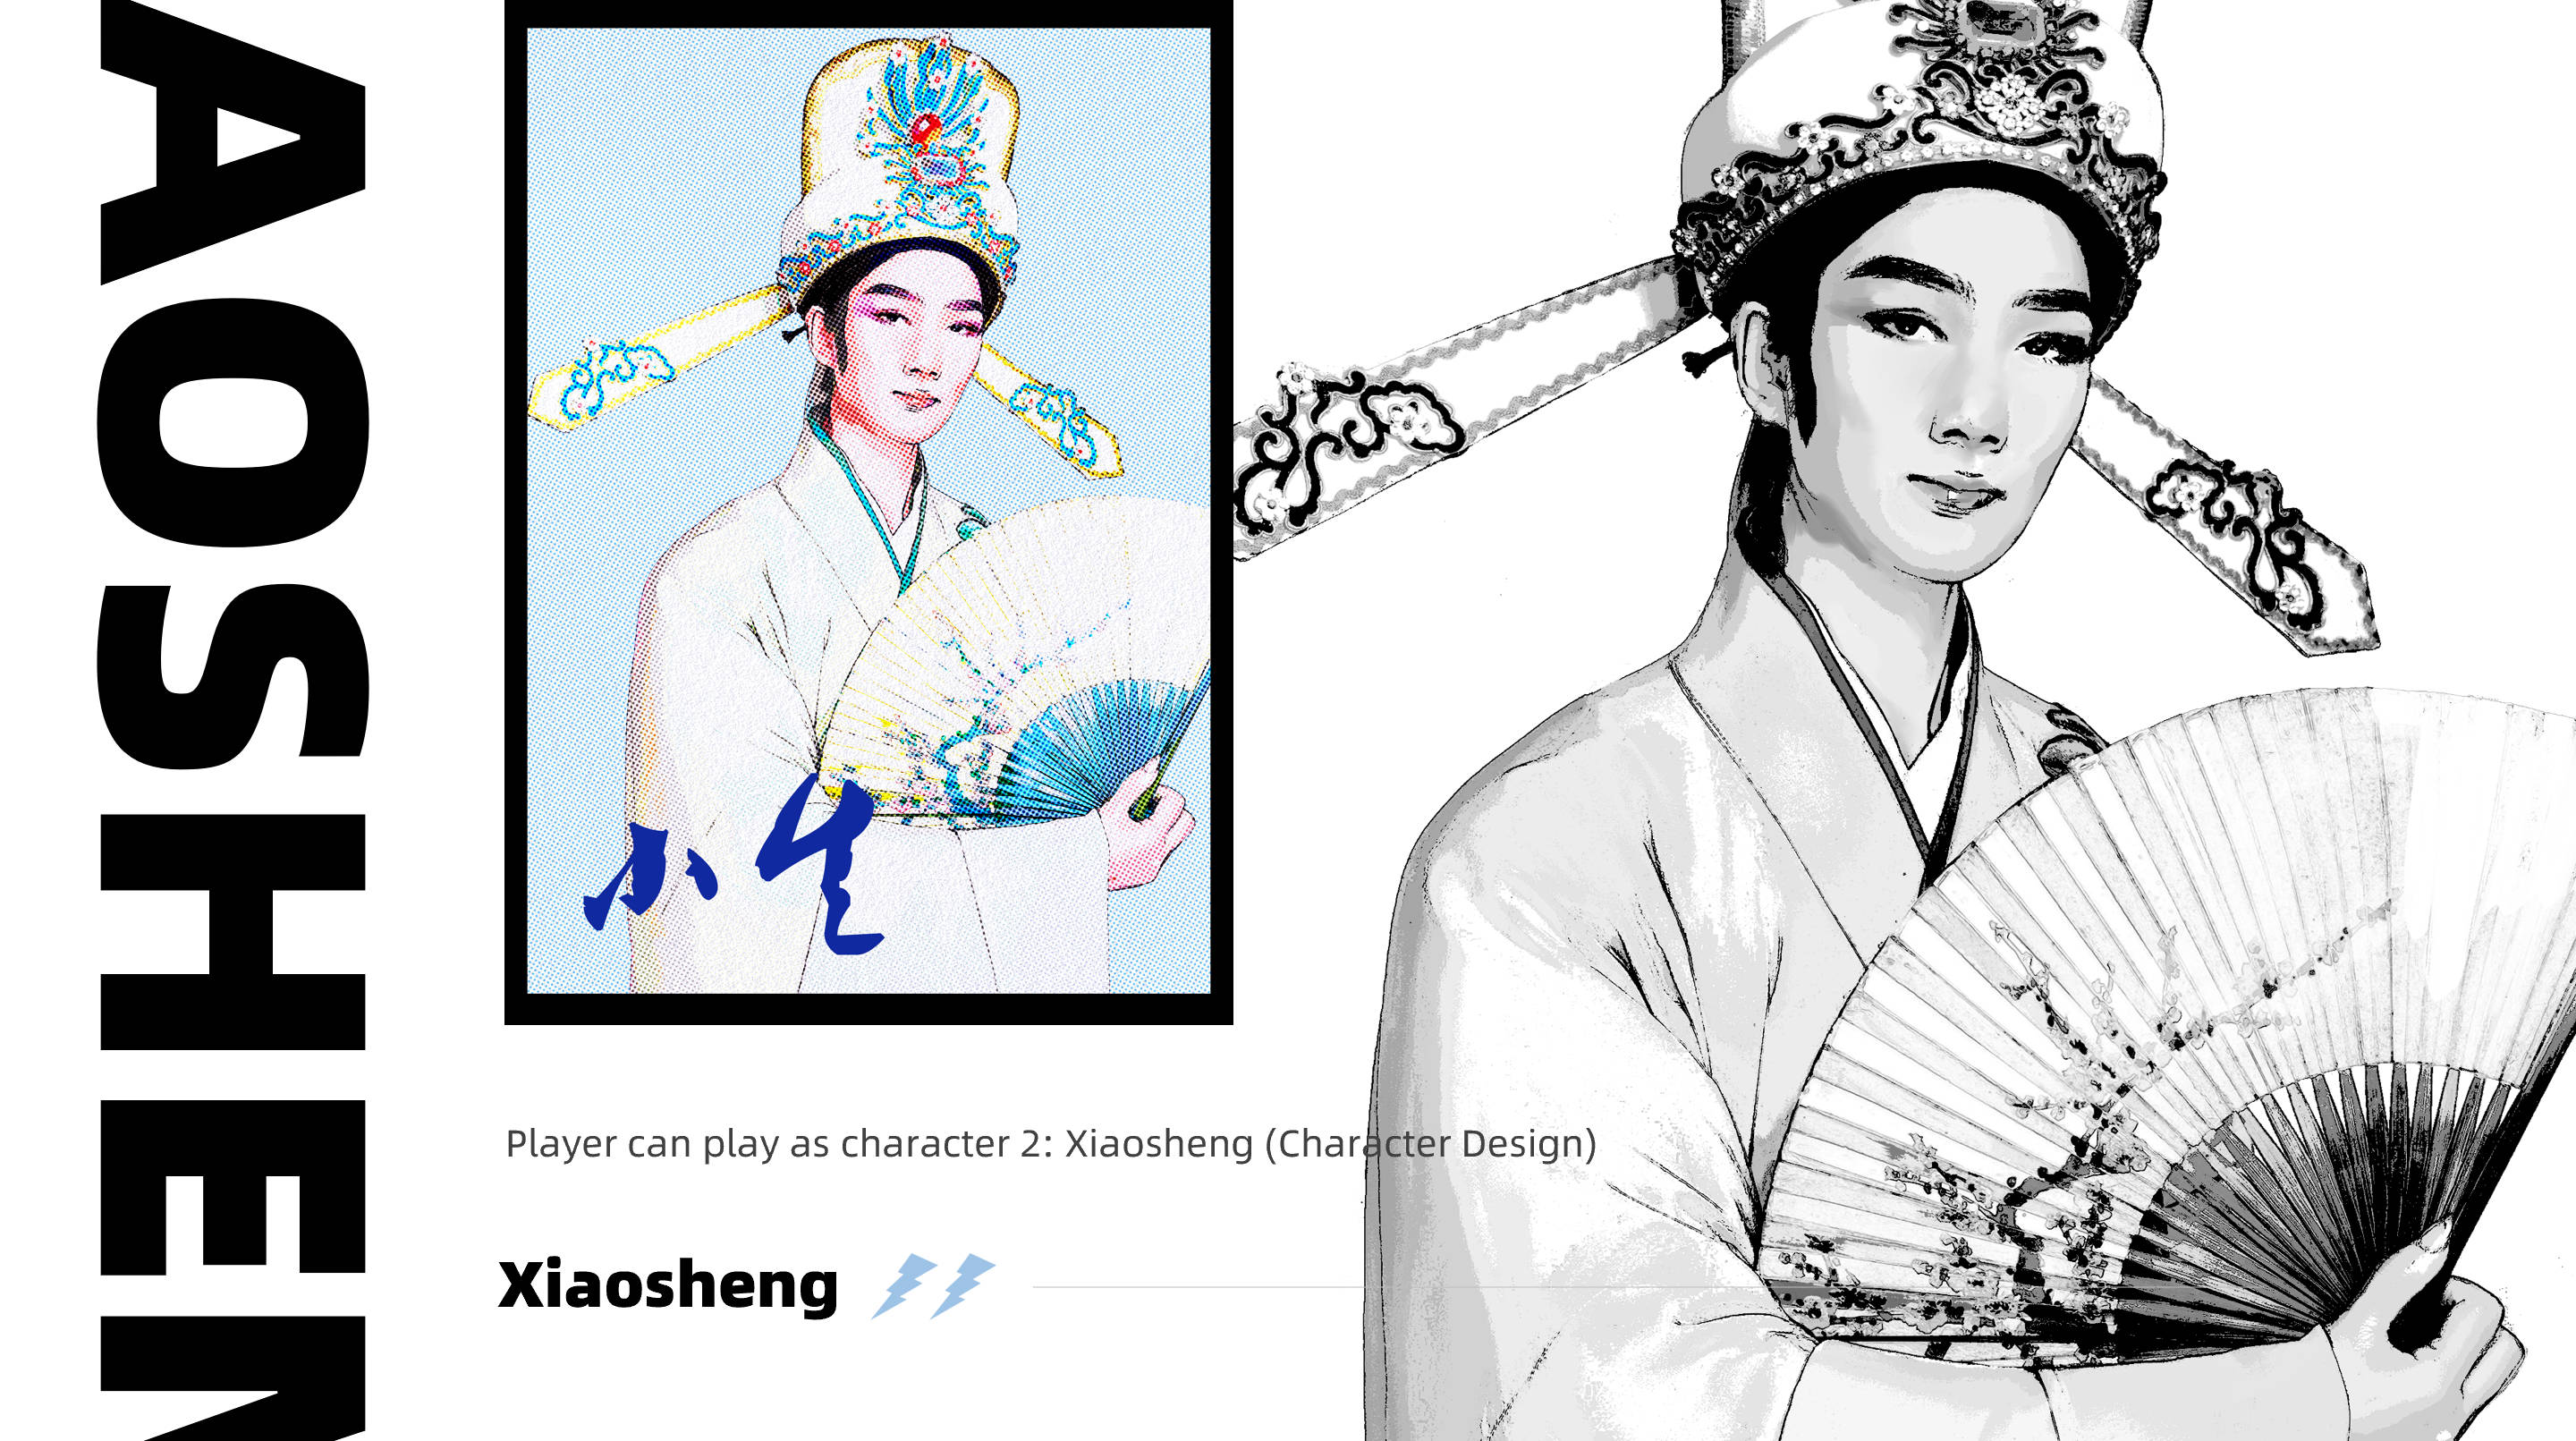 AOSHEN
小生
Player can play as character 2: Xiaosheng (Character Design)
Xiaosheng